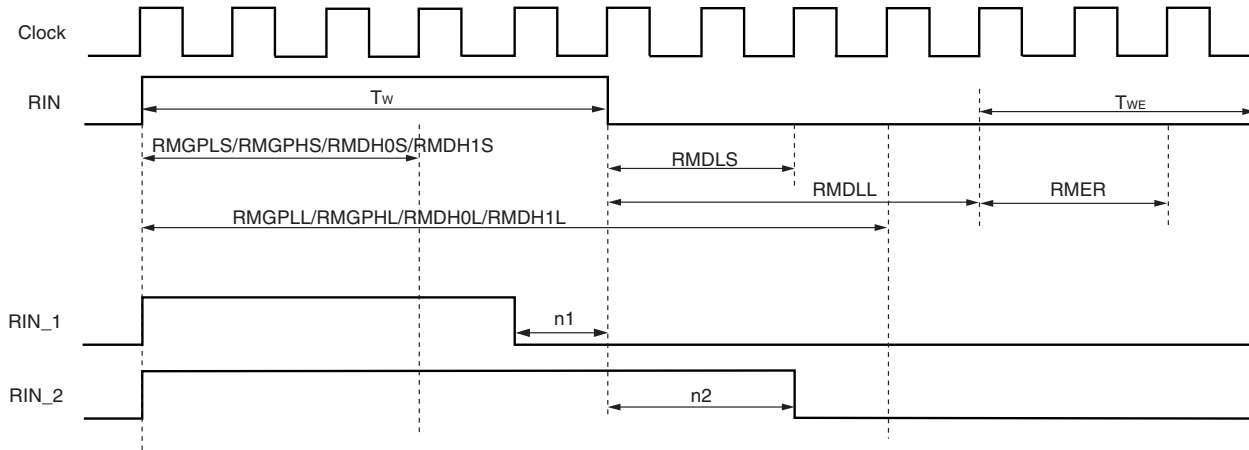 Clock
RIN
Tw
TWE
RMGPLS/RMGPHS/RMDH0S/RMDH1S
RMDLS
RMDLL
RMER
RMGPLL/RMGPHL/RMDH0L/RMDH1L
RIN_1
n1
RIN_2
n2